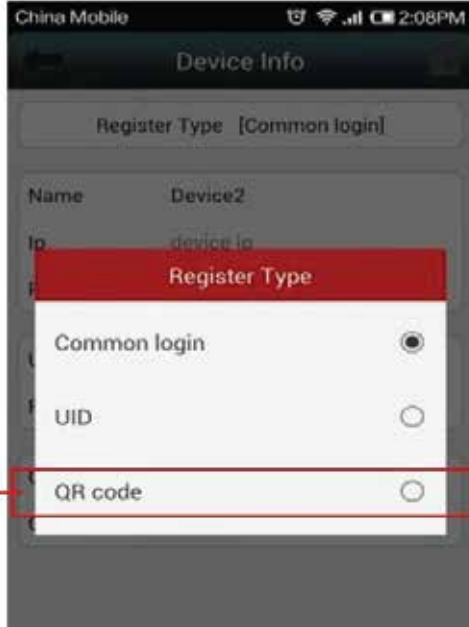 China Mobile 2:08PM
Device Info
Register Type [Common login]
Name Device2
Ip device ip
Register Type
Common login
UID
QR code